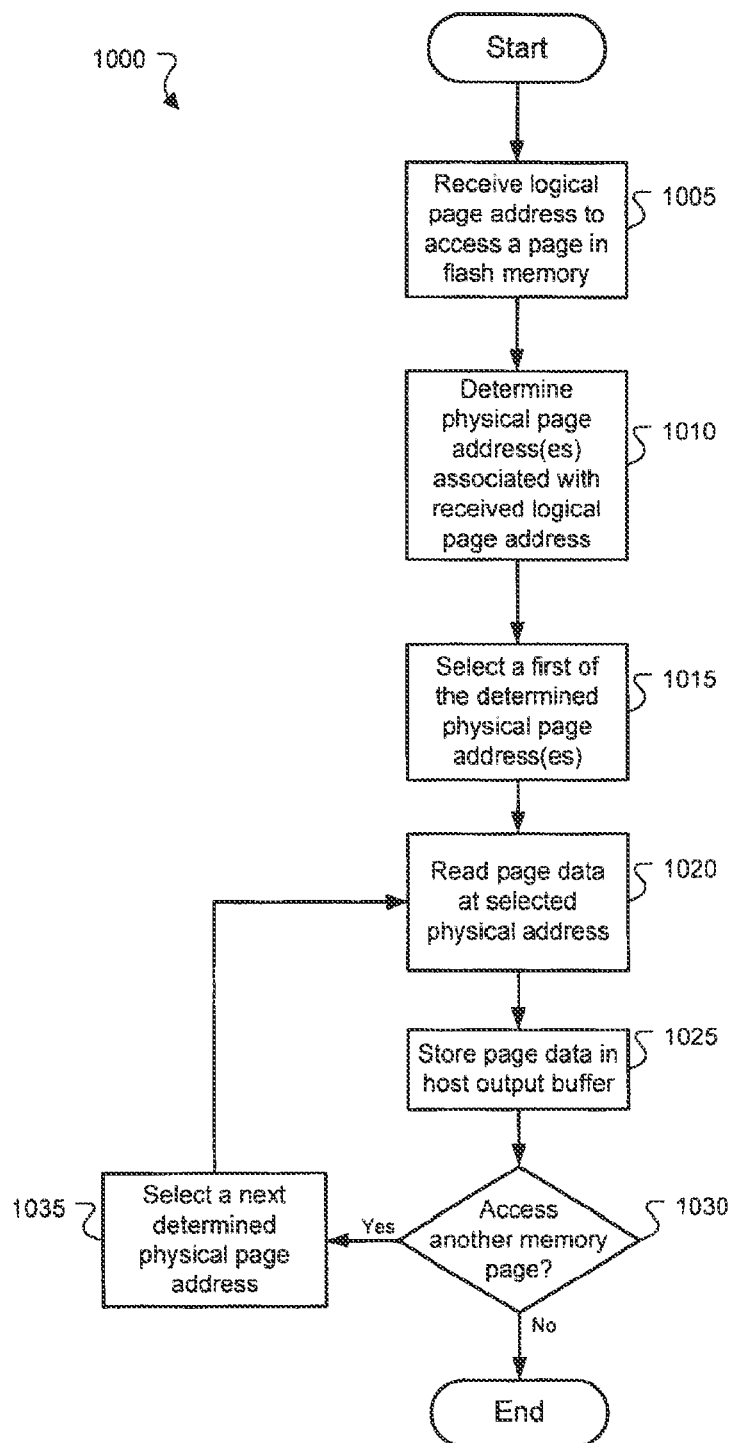 1000
Start
Receive logical
page address to
access a page in
flash memory
1005
Determine
physical page
address(es)
associated with
received logical
page address
1010
Select a first of
the determined
physical page
address(es)
1015
Read page data
at selected
physical address
1020
Store page data in
host output buffer
1025
Access
another memory
page?
1030
Yes
Select a next
determined
physical page
address
1035
No
End